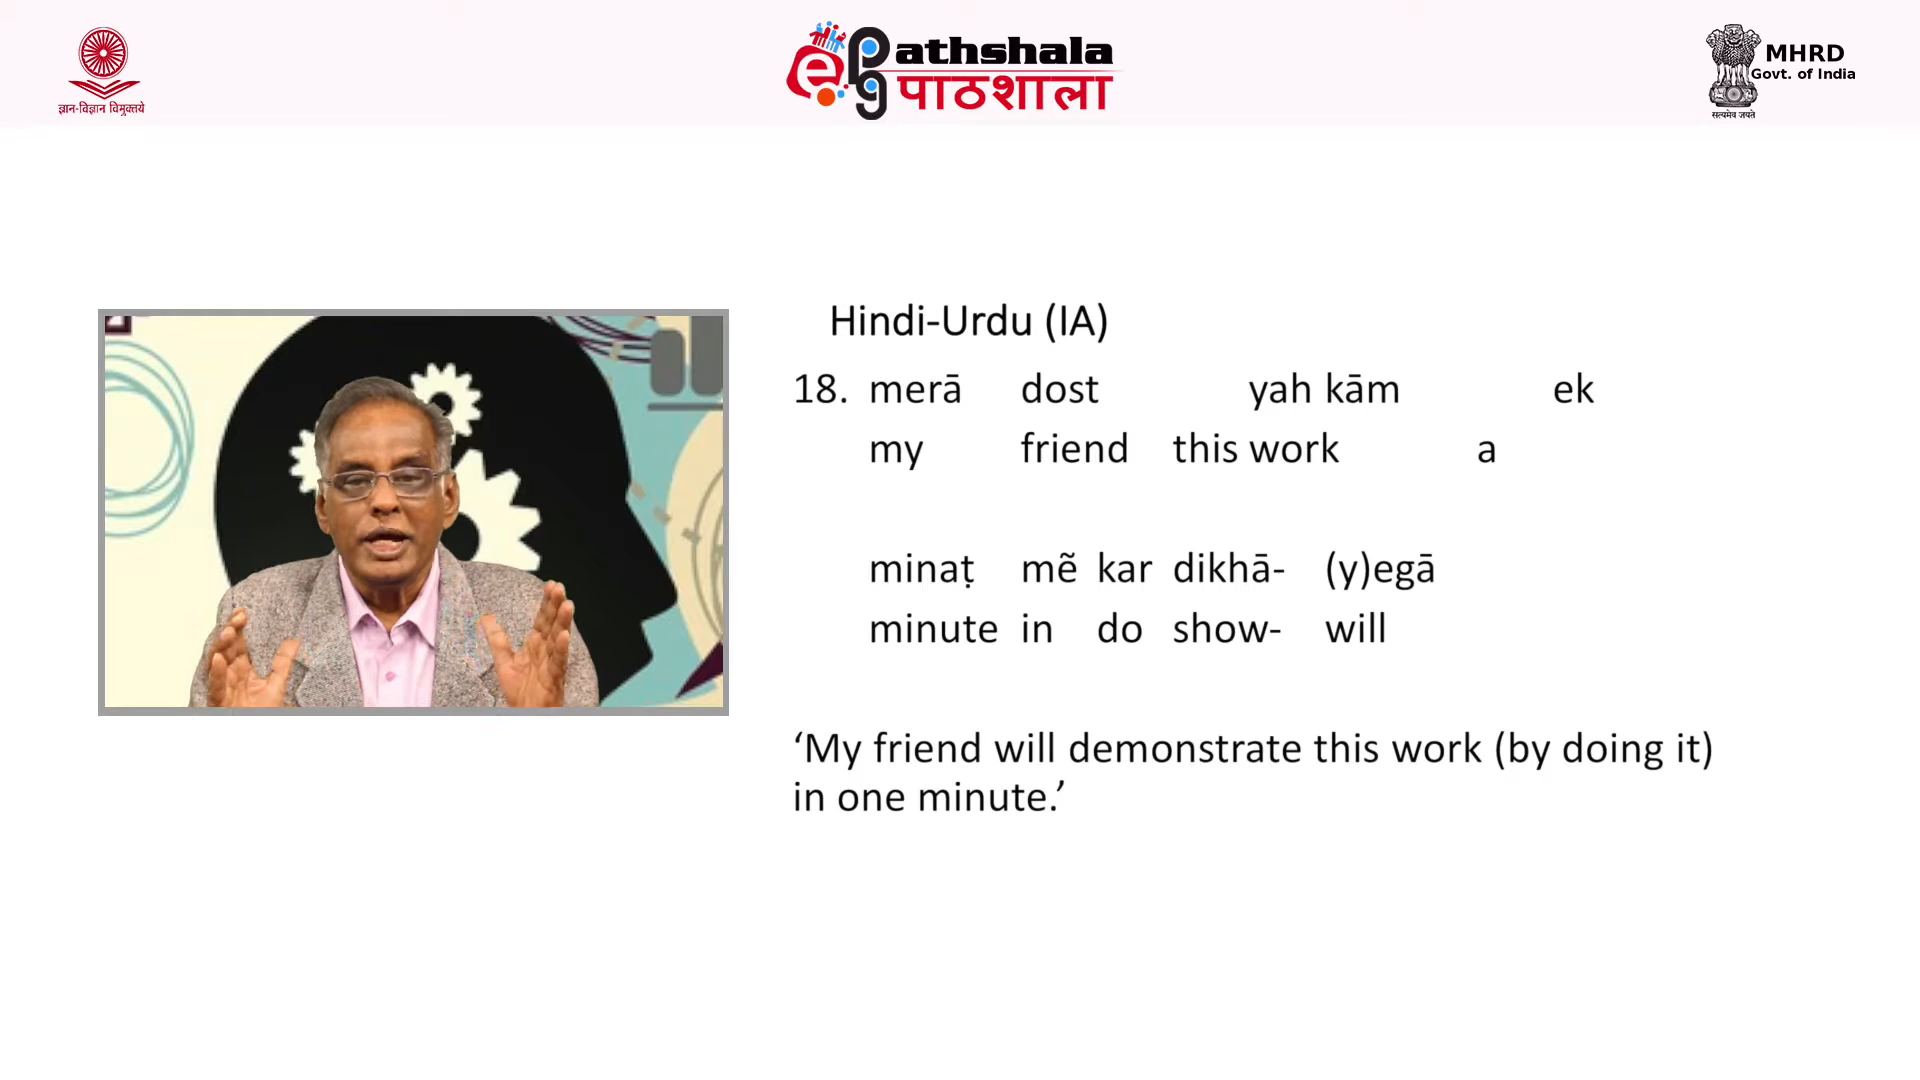 ज्ञान-विज्ञान विमुक्तये
e pg athshala
पाठशाला
MHRD
Govt. of India
सत्यमेव जयते
Hindi-Urdu (IA)
18. merā dost yah kām ek
my friend this work a
minaṭ mẽ kar dikhā- (y)egā
minute in do show- will
‘My friend will demonstrate this work (by doing it)
in one minute.’